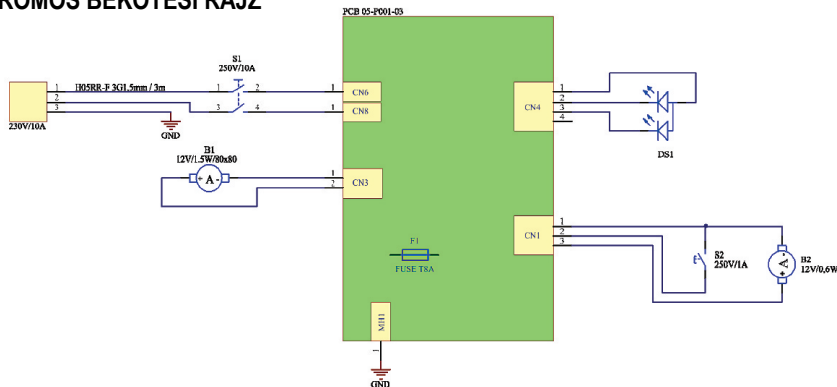 ROMOS BEKÖTÉSI RAJZ
PCB 05-P001-03
S1
250V/10A
1 H05RR-F 3G1,5mm / 3m 1 2 1 CN6
2
3 3 4 1 CN8
230V/10A
GND
B1
12V/1.5W/80x80
+ A - 1 CN3
2
1
2 CN4
3
4
DS1
F1
FUSE T8A
1
CN1 2
3
S2
250V/1A
+ A -
B2
12V/0,6W
MH1
1
GND